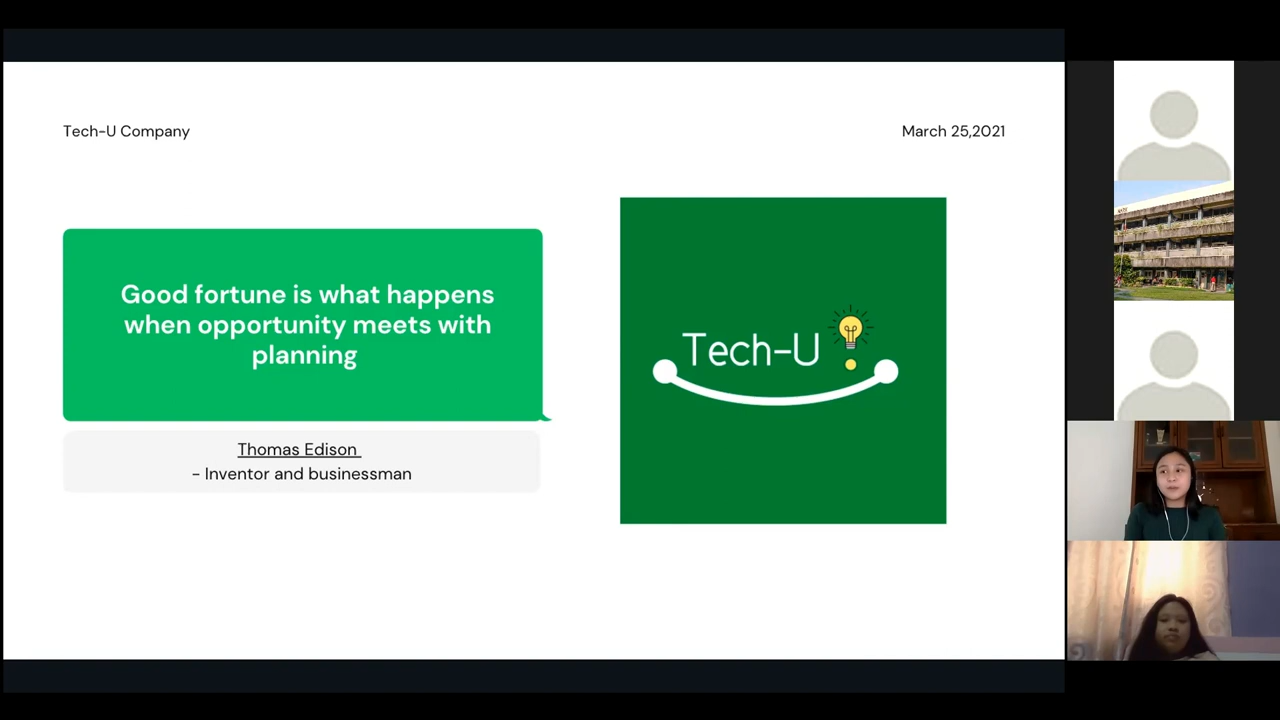 Tech-U Company
March 25,2021
Good fortune is what happens
when opportunity meets with
planning
Thomas Edison
- Inventor and businessman
Tech-U